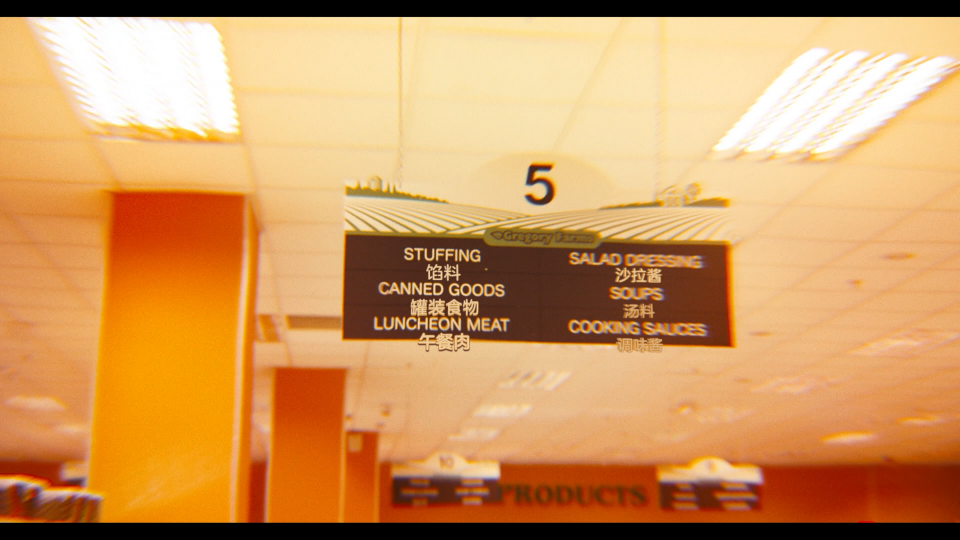 5
Gregory Farms
STUFFING
馅料
CANNED GOODS
罐装食物
LUNCHEON MEAT
午餐肉
SALAD DRESSING
沙拉酱
SOUPS
汤料
COOKING SAUCES
调味酱
10
PRODUCTS